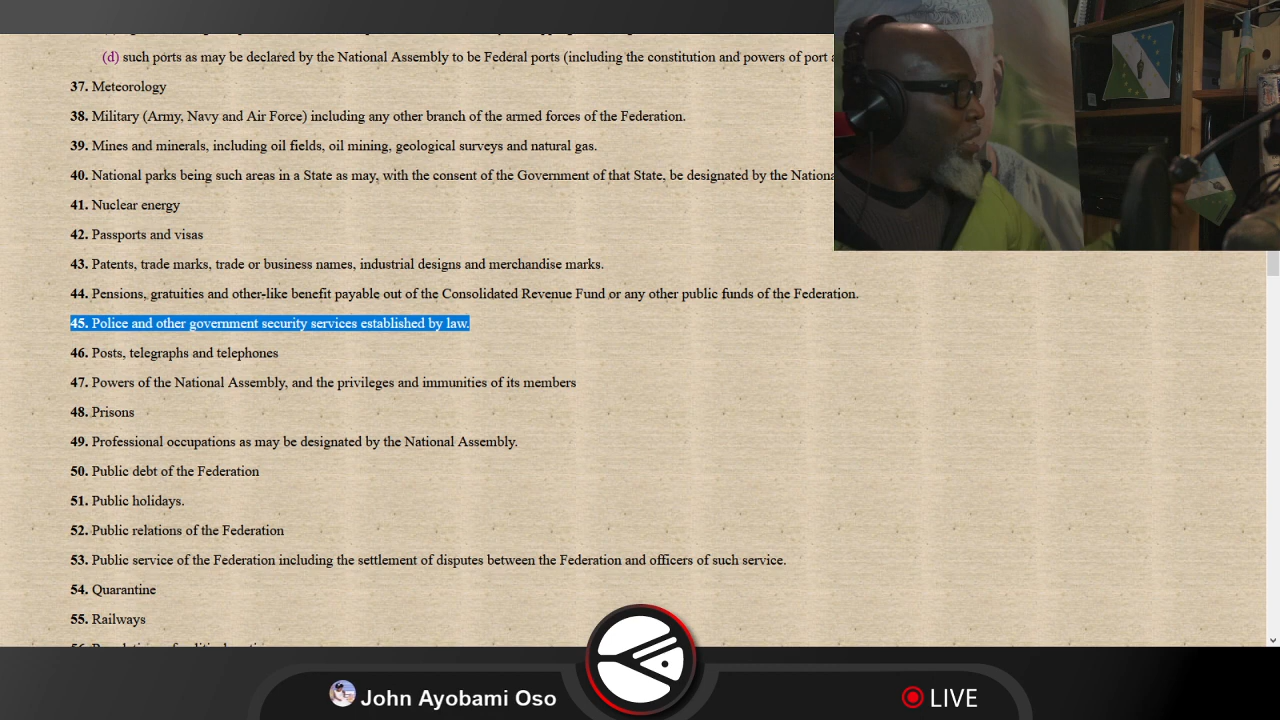 (d) such ports as may be declared by the National Assembly to be Federal ports (including the constitution and powers of port
37. Meteorology
38. Military (Army, Navy and Air Force) including any other branch of the armed forces of the Federation.
39. Mines and minerals, including oil fields, oil mining, geological surveys and natural gas.
40. National parks being such areas in a State as may, with the consent of the Government of that State, be designated by the Nationa
41. Nuclear energy
42. Passports and visas
43. Patents, trade marks, trade or business names, industrial designs and merchandise marks.
44. Pensions, gratuities and other-like benefit payable out of the Consolidated Revenue Fund or any other public funds of the Federation.
45. Police and other government security services established by law.
46. Posts, telegraphs and telephones
47. Powers of the National Assembly, and the privileges and immunities of its members
48. Prisons
49. Professional occupations as may be designated by the National Assembly.
50. Public debt of the Federation
51. Public holidays.
52. Public relations of the Federation
53. Public service of the Federation including the settlement of disputes between the Federation and officers of such service.
54. Quarantine
55. Railways
John Ayobami Oso
LIVE